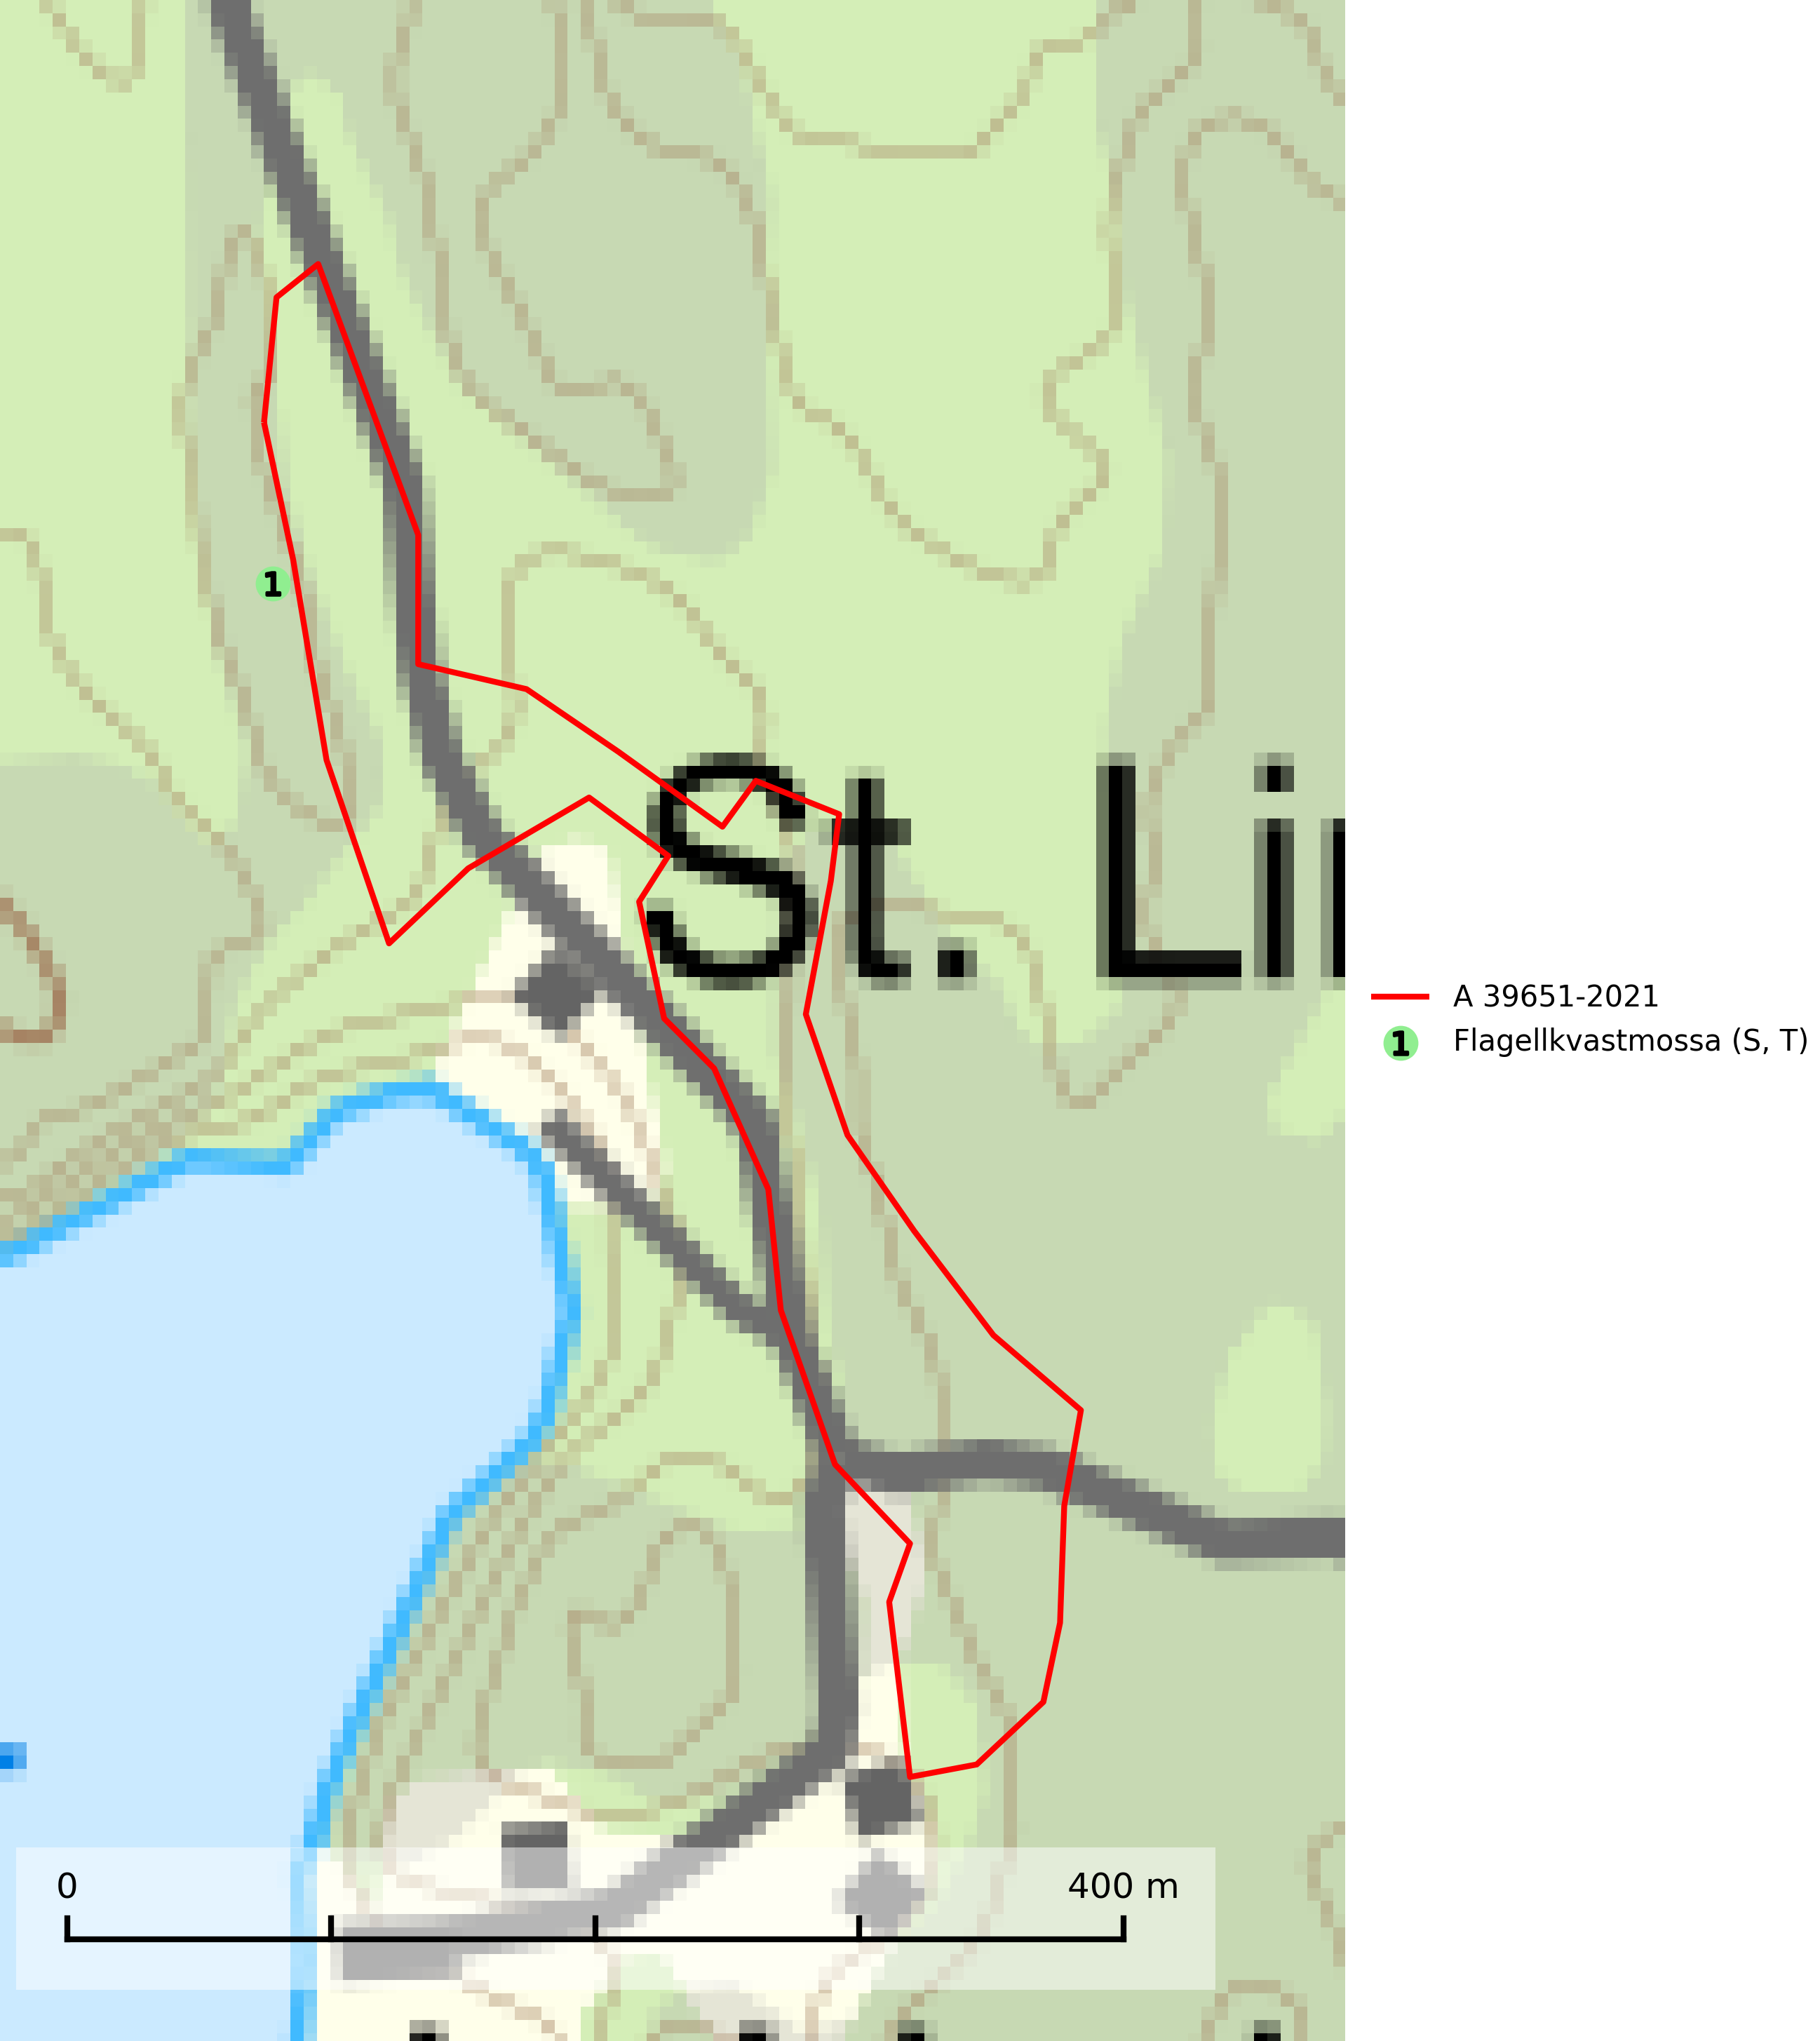 1
St. Li
A 39651-2021
1 Flagellkvastmossa (S, T)
0 400 m